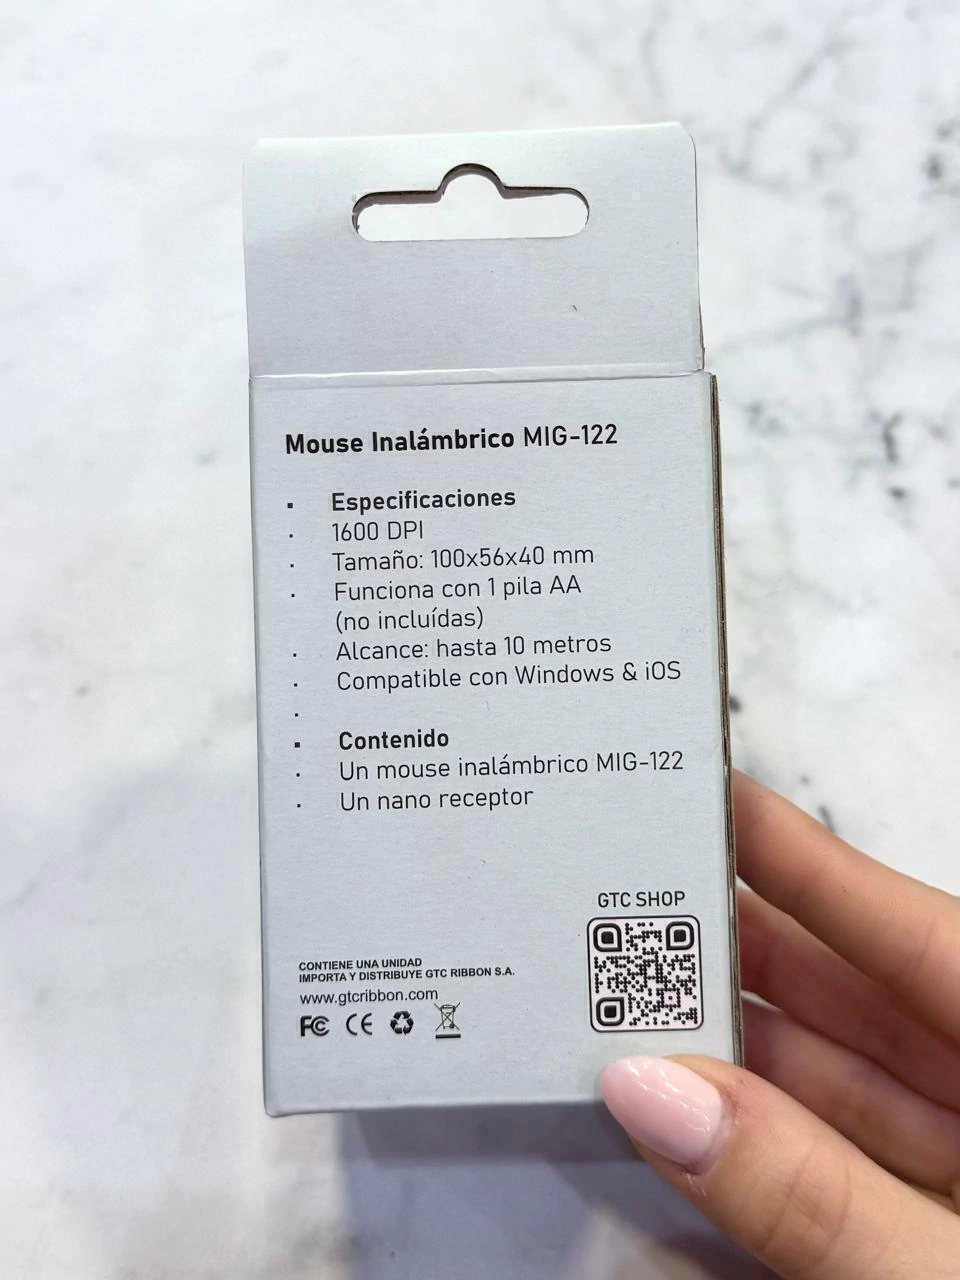 Mouse Inalámbrico MIG-122
▪ Especificaciones
· 1600 DPI
· Tamaño: 100x56x40 mm
· Funciona con 1 pila AA
(no incluídas)
· Alcance: hasta 10 metros
· Compatible con Windows & iOS
·
▪ Contenido
· Un mouse inalámbrico MIG-122
· Un nano receptor
GTC SHOP
CONTIENE UNA UNIDAD
IMPORTA Y DISTRIBUYE GTC RIBBON S.A.
www.gtcribbon.com
FC CE